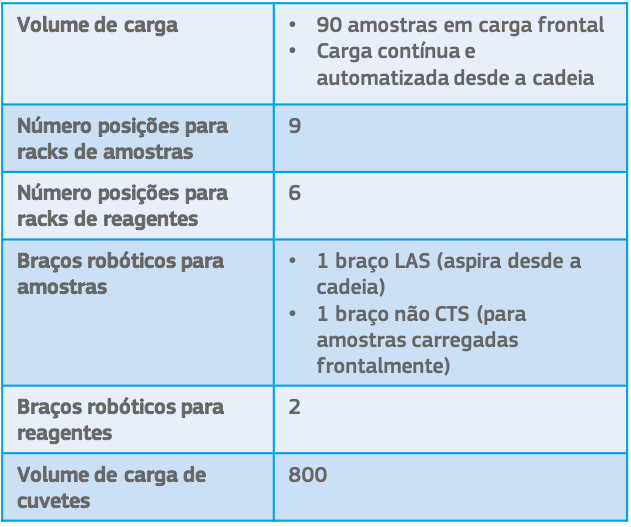 Volume de carga
• 90 amostras em carga frontal
• Carga contínua e
automatizada desde a cadeia
Número posições para
racks de amostras
9
Número posições para
racks de reagentes
6
Braços robóticos para
amostras
• 1 braço LAS (aspira desde a
cadeia)
• 1 braço não CTS (para
amostras carregadas
frontalmente)
Braços robóticos para
reagentes
2
Volume de carga de
cuvetes
800